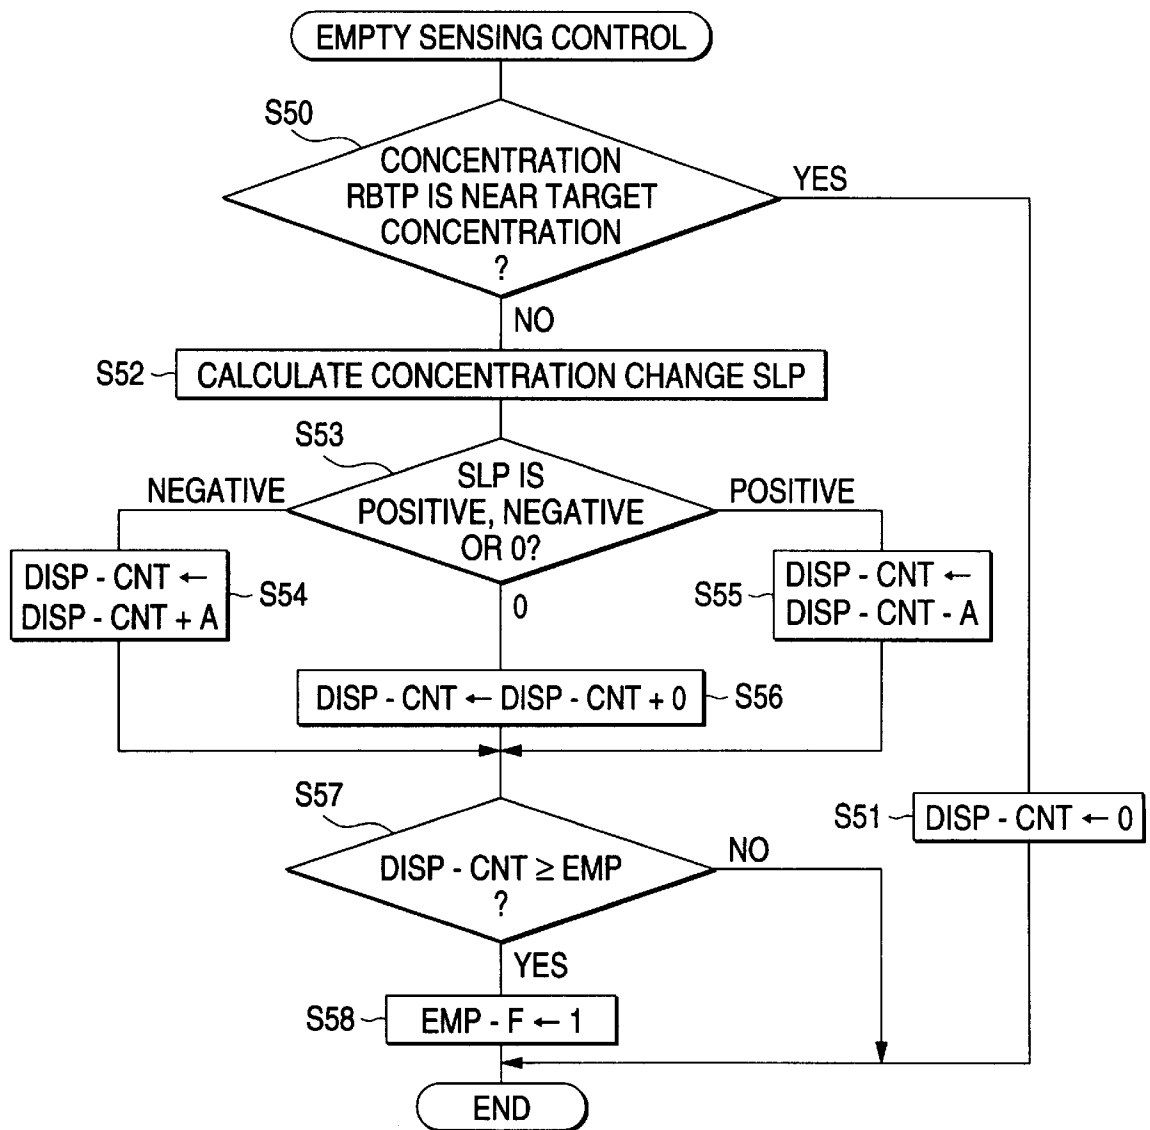 EMPTY SENSING CONTROL
S50
CONCENTRATION
RBTP IS NEAR TARGET
CONCENTRATION
?
YES
NO
S52
CALCULATE CONCENTRATION CHANGE SLP
S53
SLP IS
POSITIVE, NEGATIVE
OR 0?
NEGATIVE
POSITIVE
0
DISP - CNT ←
DISP - CNT + A
S54
S55
DISP - CNT ←
DISP - CNT - A
DISP - CNT ← DISP - CNT + 0
S56
S57
DISP - CNT ≥ EMP
?
NO
YES
S51
DISP - CNT ← 0
S58
EMP - F ← 1
END